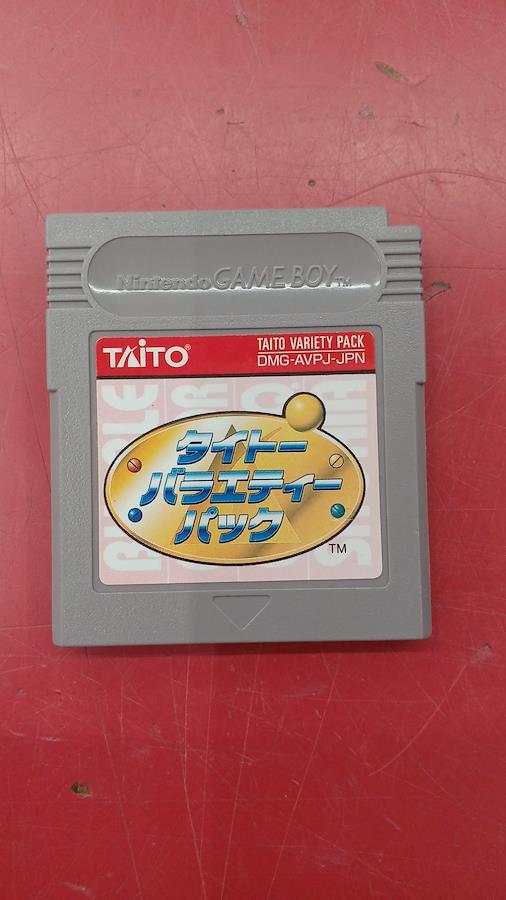 Nintendo GAME BOY™
TAITO®
TAITO VARIETY PACK
DMG-AVPJ-JPN
タイトー
バラエティー
パック
TM